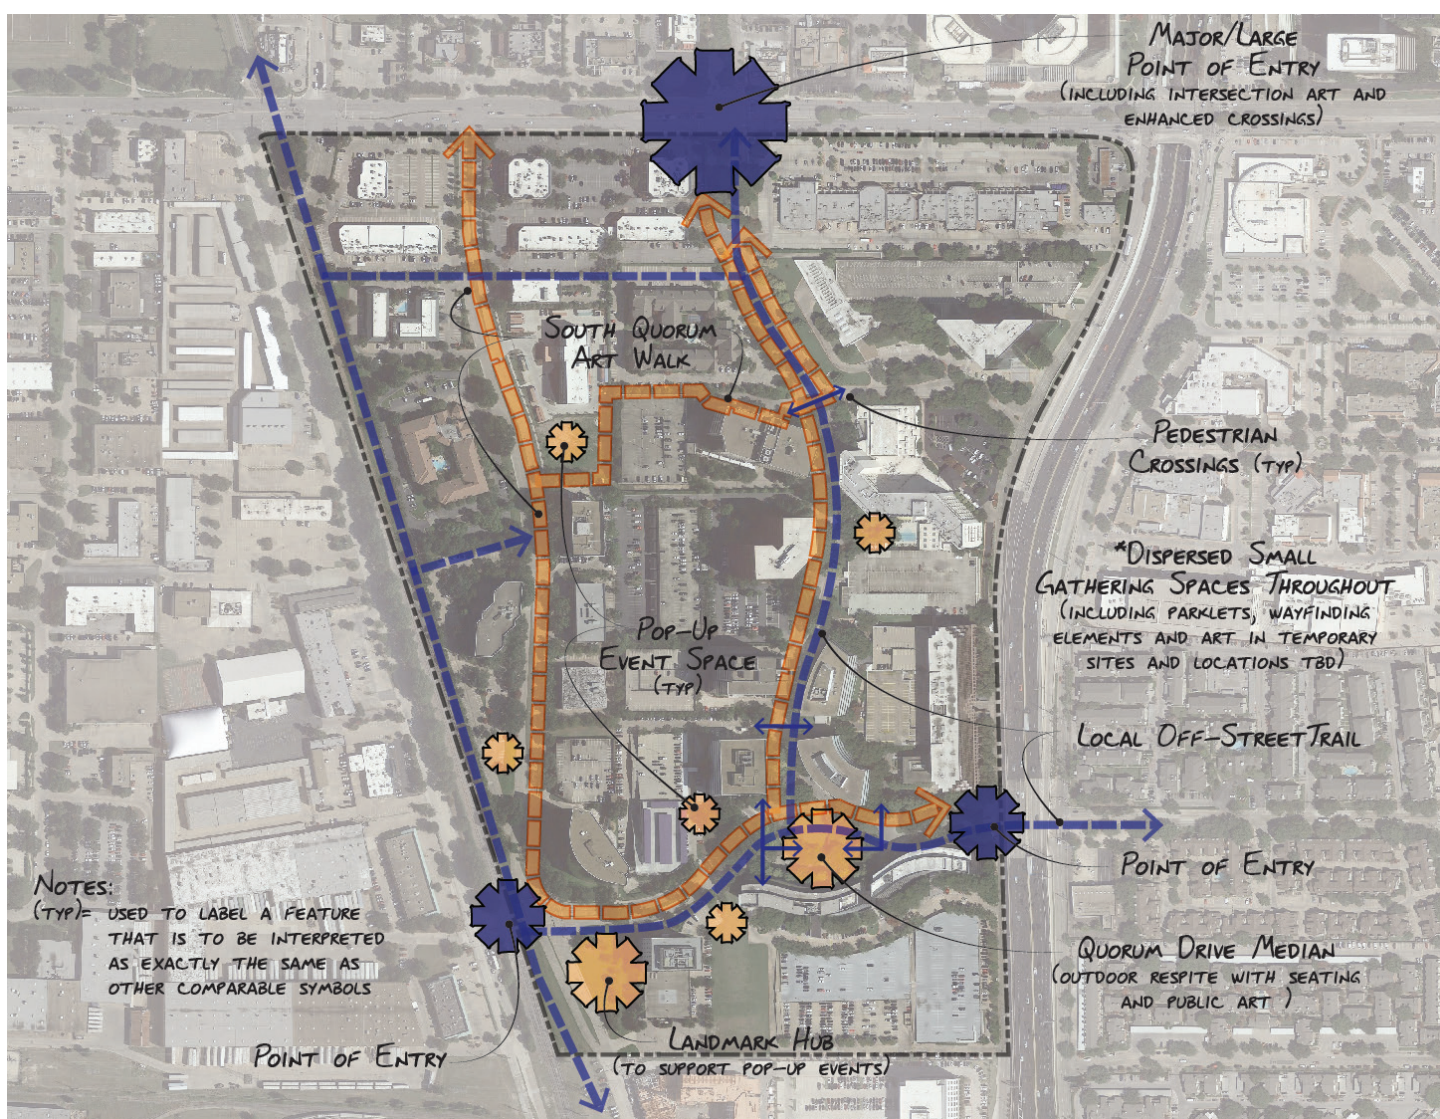 MAJOR/LARGE
POINT OF ENTRY
(INCLUDING INTERSECTION ART AND
ENHANCED CROSSINGS)
SOUTH QUORUM
ART WALK
PEDESTRIAN
CROSSINGS (TYP)
*DISPERSED SMALL
GATHERING SPACES THROUGHOUT
(INCLUDING PARKLETS, WAYFINDING
ELEMENTS AND ART IN TEMPORARY
SITES AND LOCATIONS TBD)
POP-UP
EVENT SPACE
(TYP)
LOCAL OFF-STREET TRAIL
POINT OF ENTRY
NOTES:
(TYP)= USED TO LABEL A FEATURE
THAT IS TO BE INTERPRETED
AS EXACTLY THE SAME AS
OTHER COMPARABLE SYMBOLS
QUORUM DRIVE MEDIAN
(OUTDOOR RESPITE WITH SEATING
AND PUBLIC ART )
POINT OF ENTRY
LANDMARK HUB
(TO SUPPORT POP-UP EVENTS)